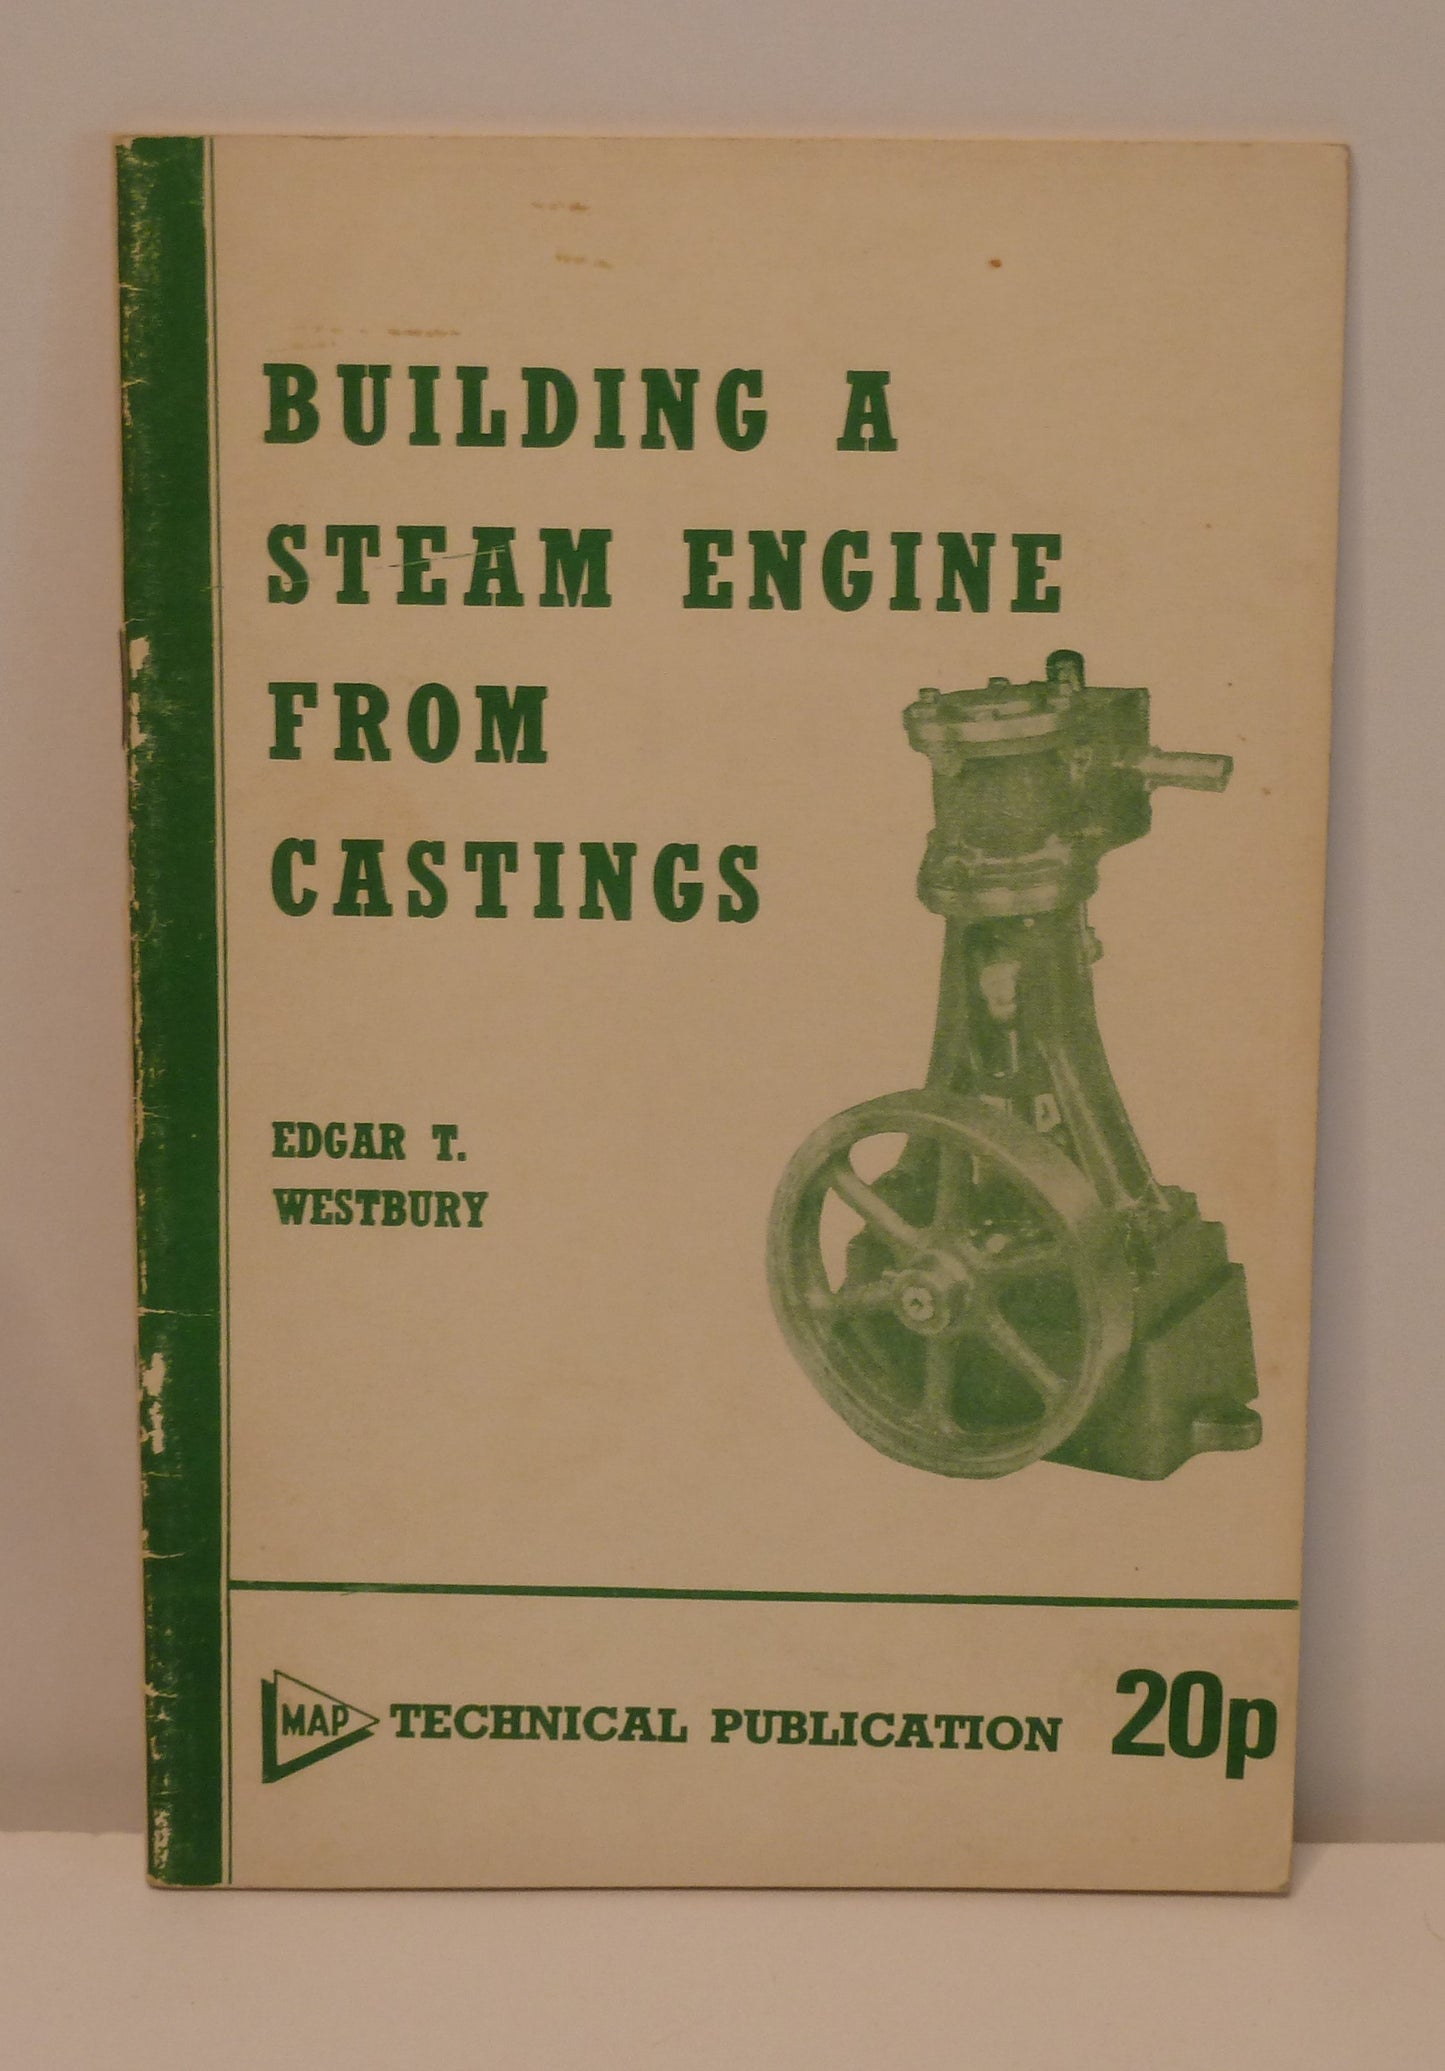 BUILDING A
STEAM ENGINE
FROM
CASTINGS
EDGAR T.
WESTBURY
MAP TECHNICAL PUBLICATION 20p